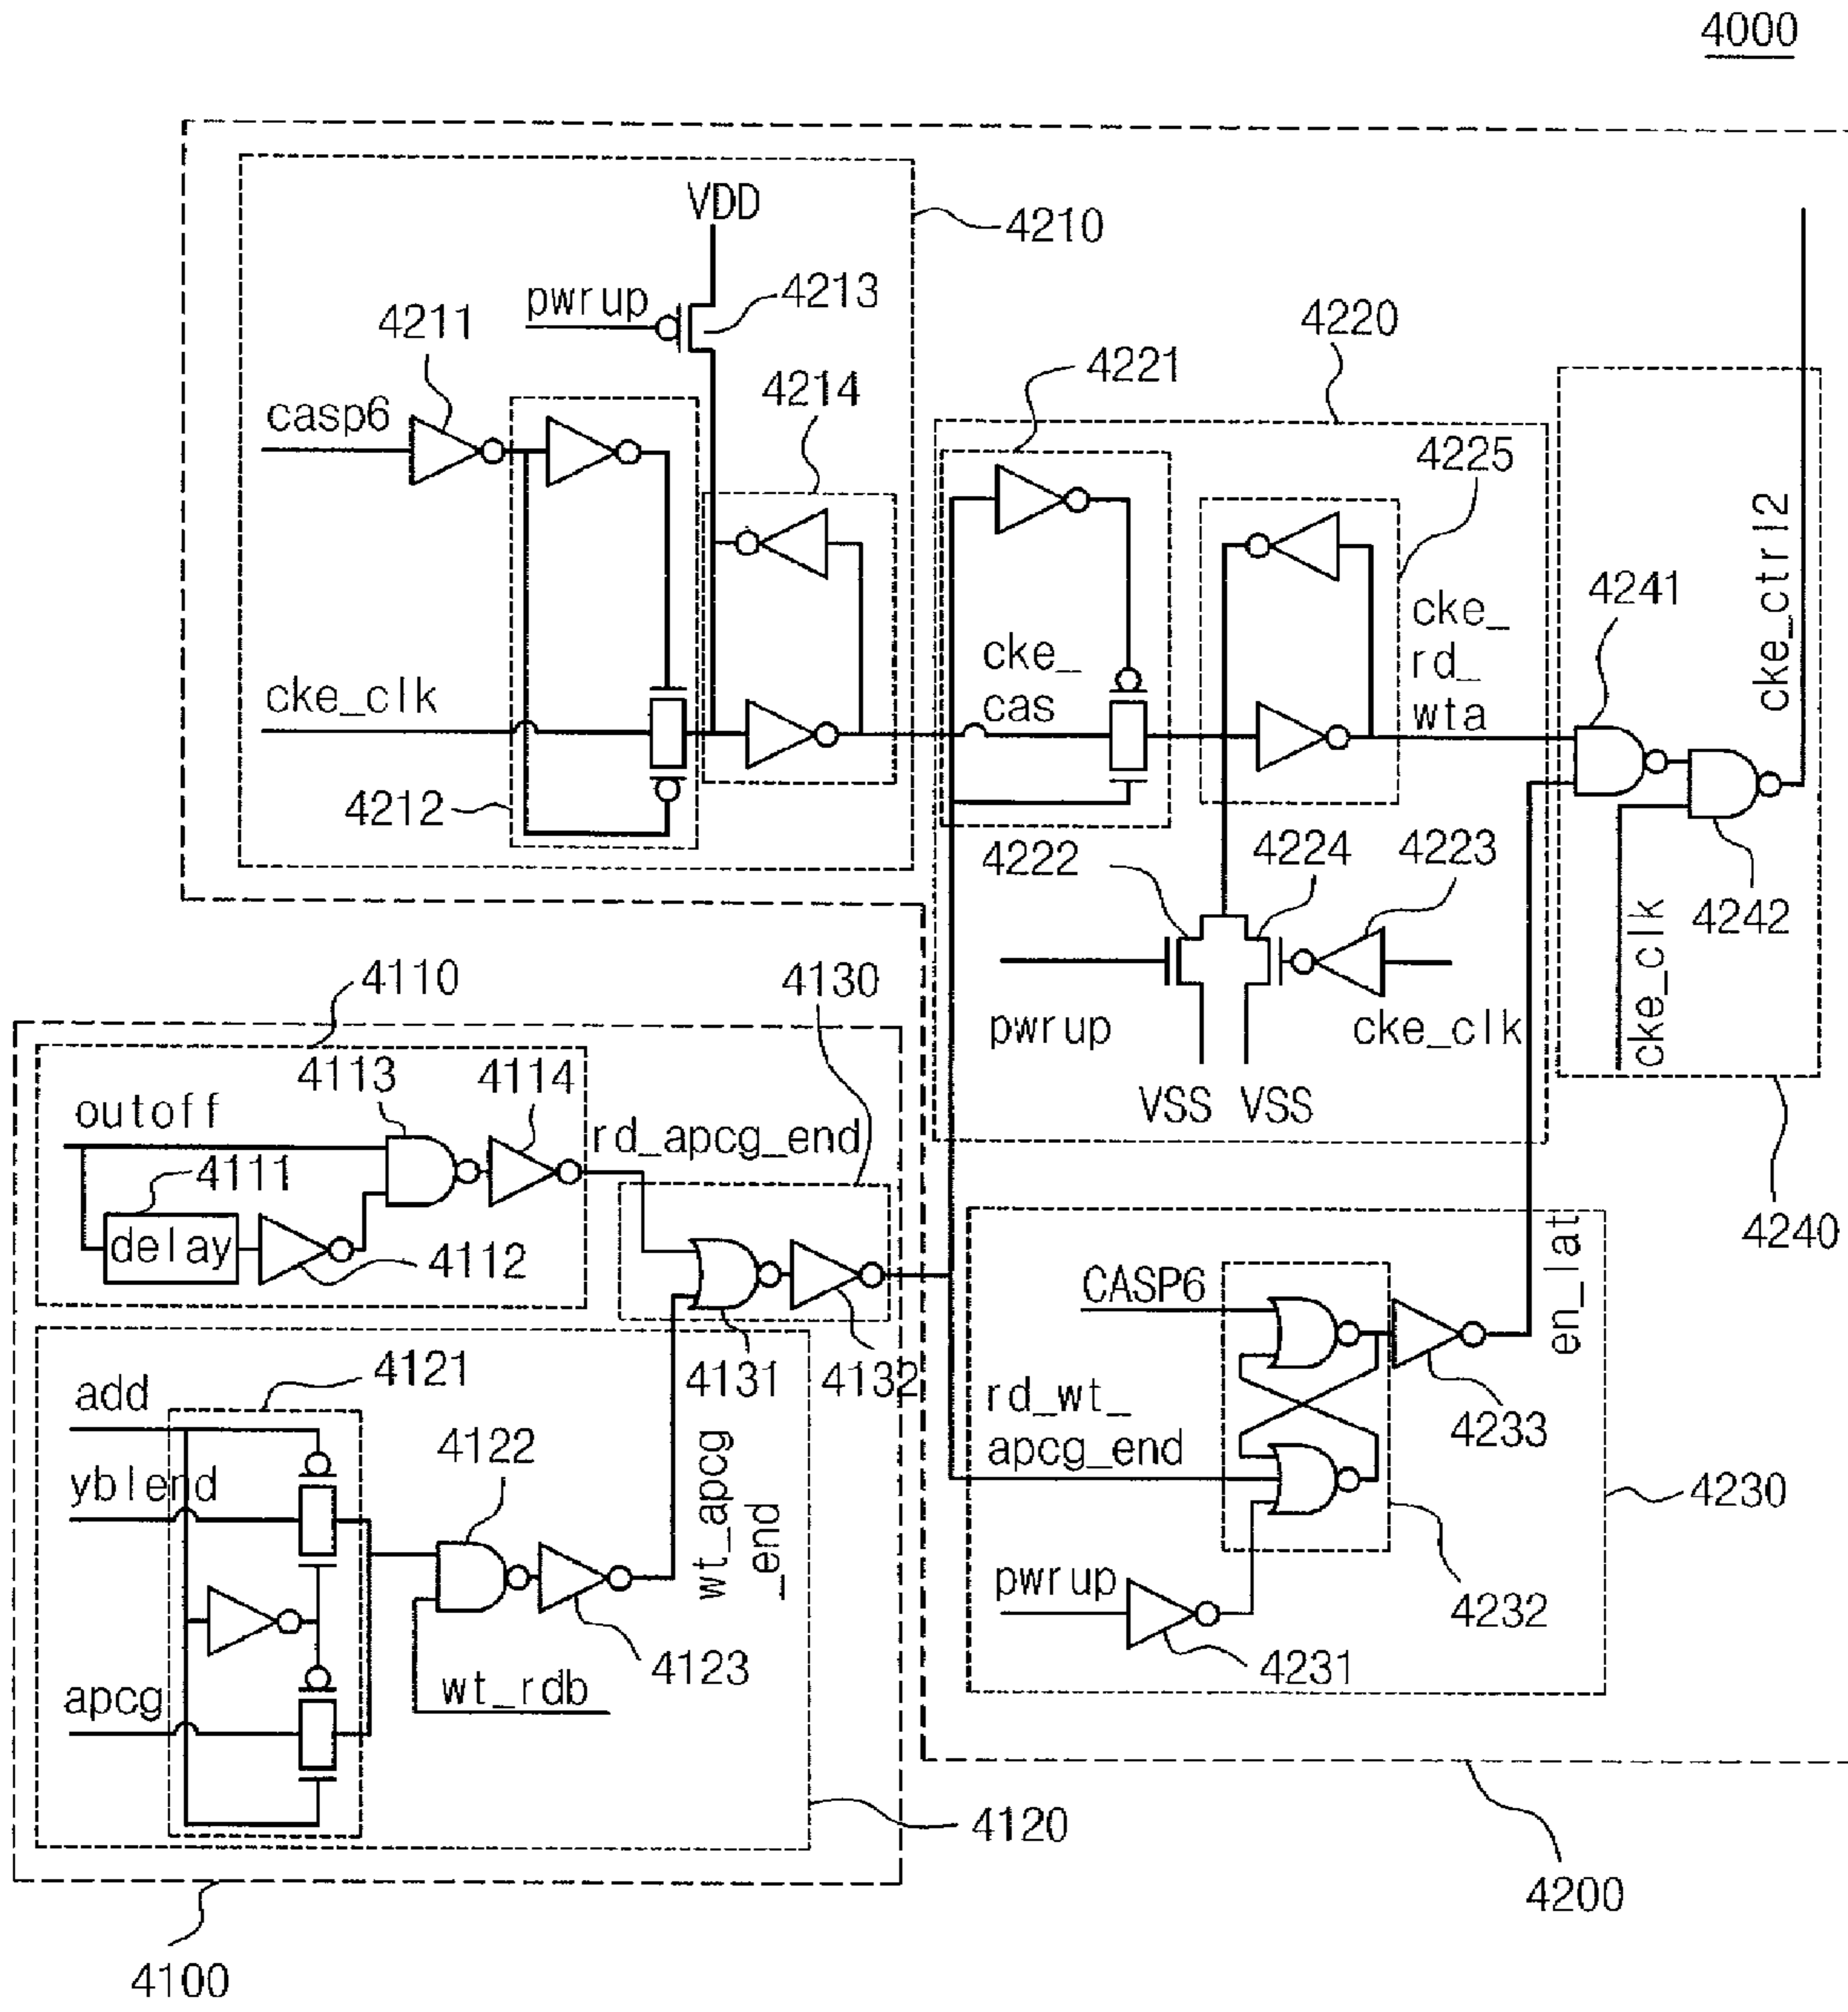 4000
VDD
4210
pwrup
4213
4211
4220
4221
4214
casp6
4225
cke_ctrl2
4241
cke_
rd_
wta
cke_
cas
cke_clk
4212
4222
4224
4223
4242
cke_clk
4110
4130
pwrup
cke_clk
4113
4114
VSS
VSS
outoff
rd_apcg_end
4111
4240
delay
4112
en_lat
CASP6
4121
4131
4132
add
rd_wt_
apcg_end
4233
4122
yblend
wt_apcg
_end
4230
pwrup
4232
4123
4231
apcg
wt_rdb
4120
4200
4100